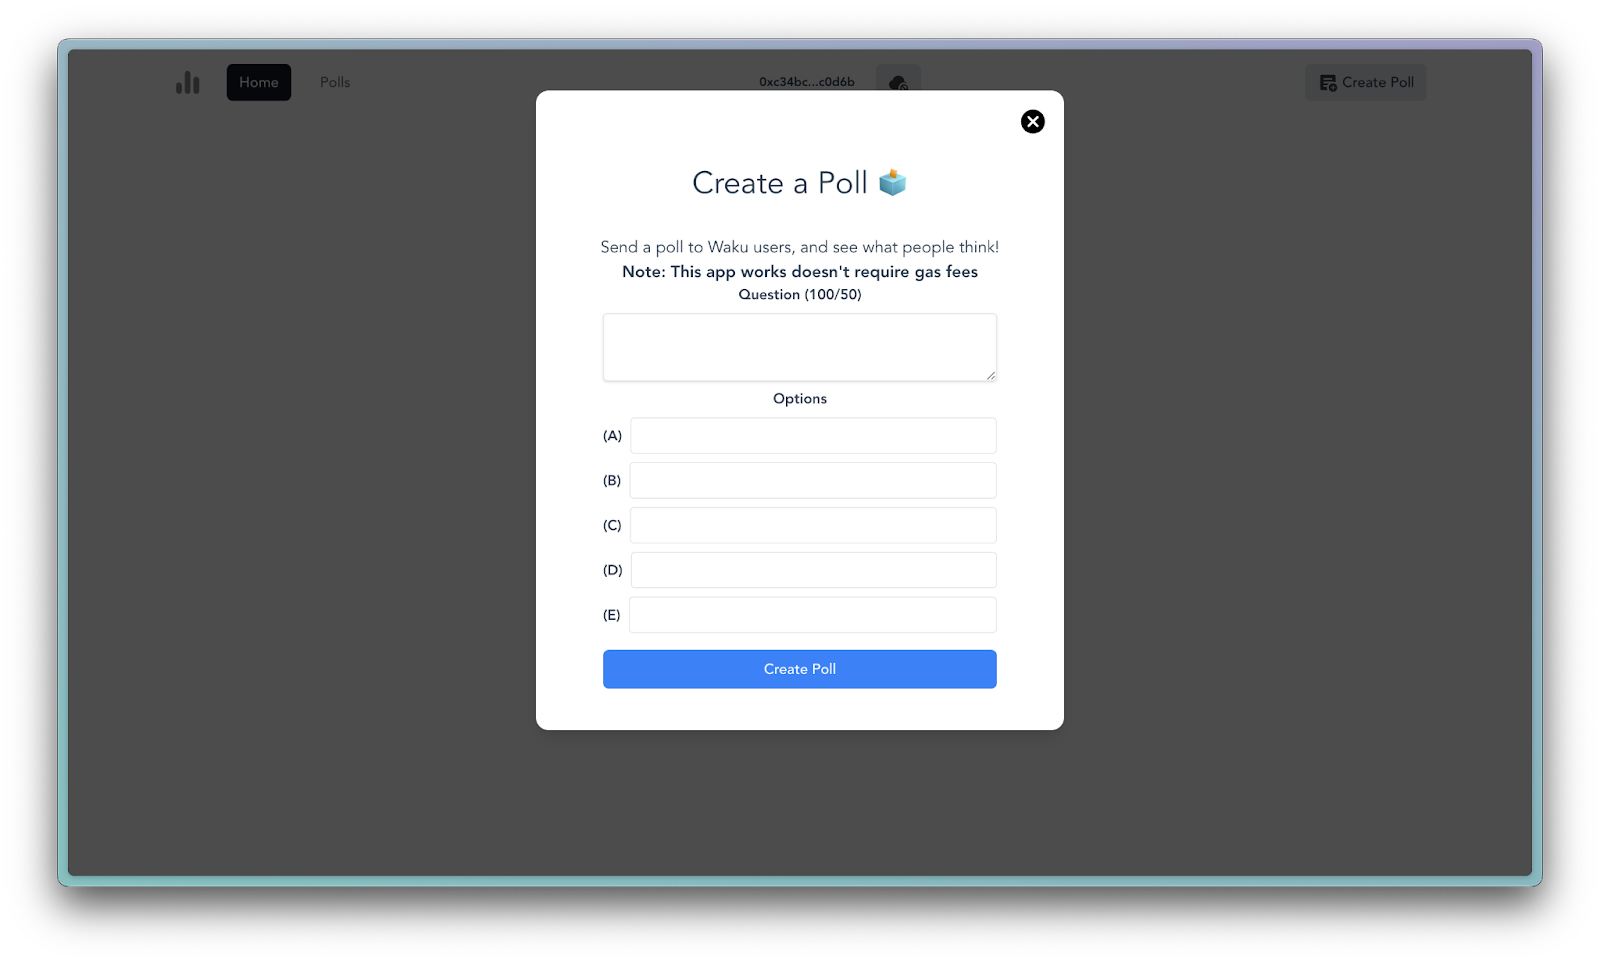 Home
Polls
0xc34bc...c0d6b
Create Poll
Create a Poll
Send a poll to Waku users, and see what people think!
Note: This app works doesn't require gas fees
Question (100/50)
Options
(A)
(B)
(C)
(D)
(E)
Create Poll